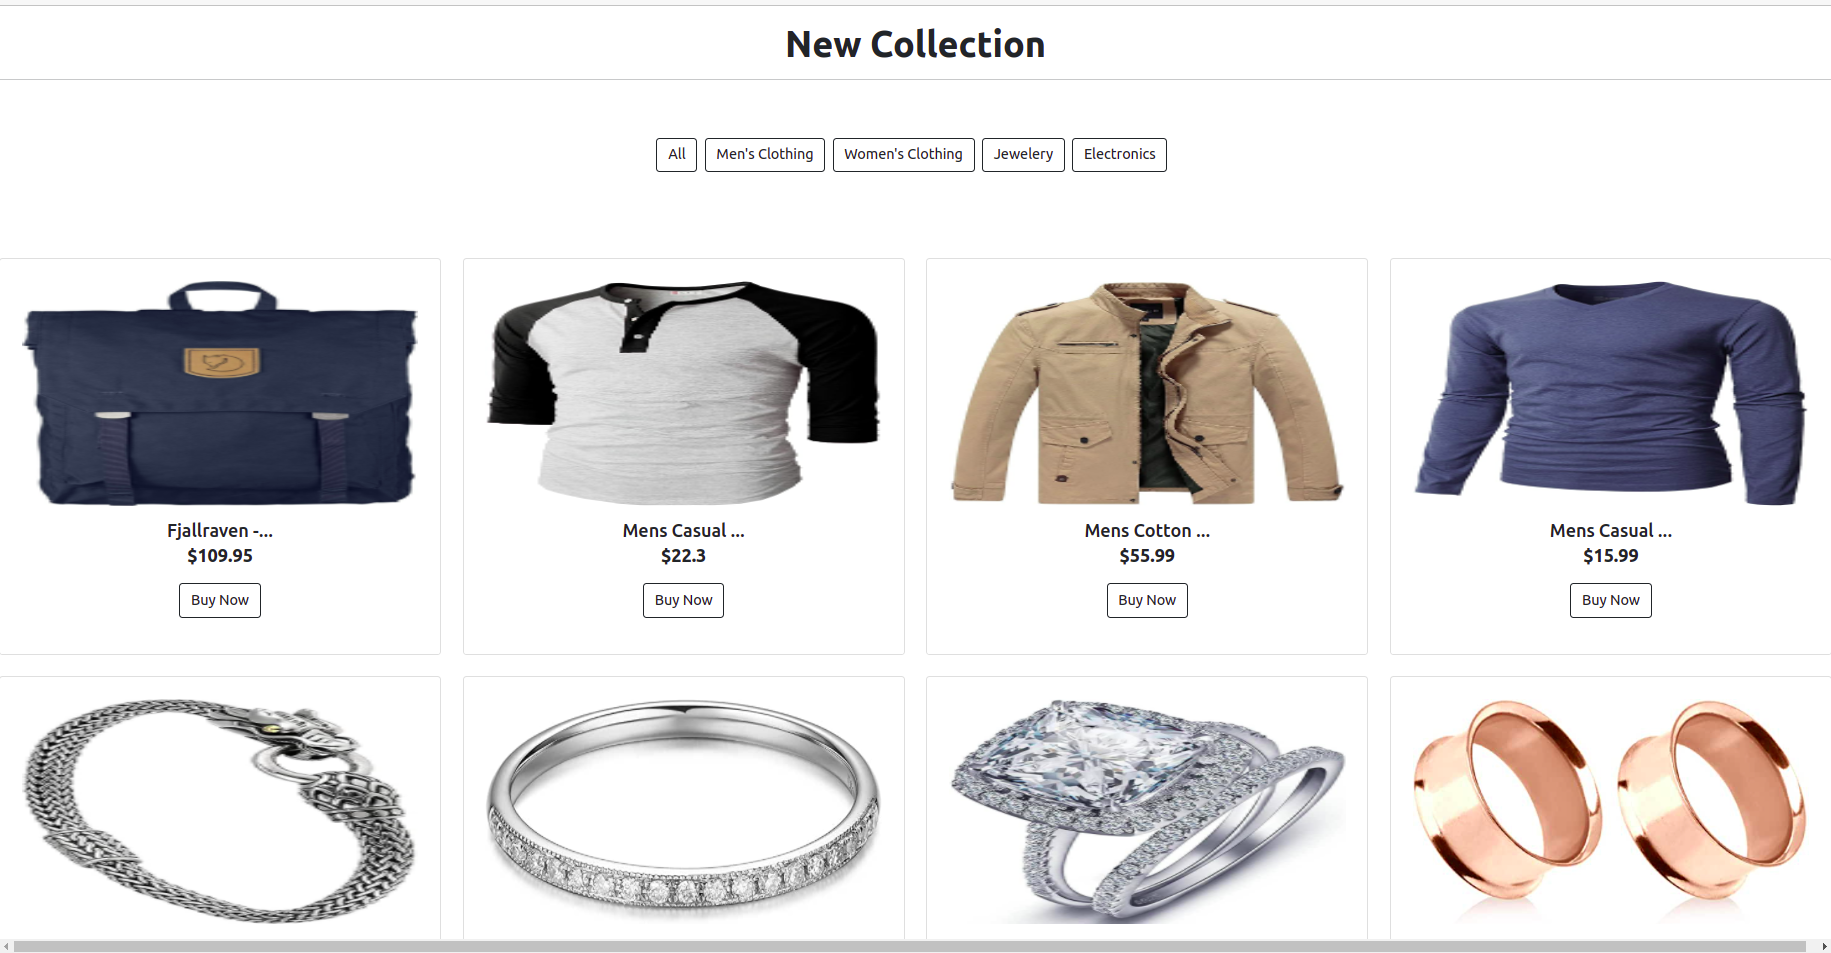 New Collection
All
Men's Clothing
Women's Clothing
Jewelery
Electronics
Fjallraven -...
$109.95
Buy Now
Mens Casual ...
$22.3
Buy Now
Mens Cotton ...
$55.99
Buy Now
Mens Casual ...
$15.99
Buy Now